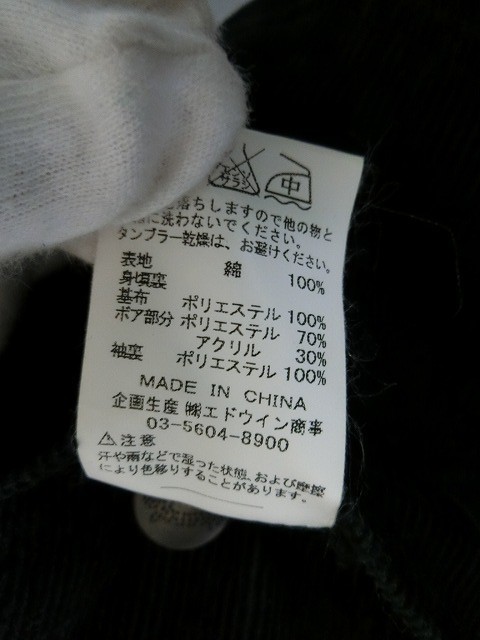 エンソ
サラシ
中
落ちしますので他の物と
に洗わないでください。
タンブラー乾燥は、お避けください。
表地 綿 100%
身頃裏
基布 ポリエステル 100%
ボア部分 ポリエステル 70%
アクリル 30%
袖裏 ポリエステル 100%
MADE IN CHINA
企画生産 ㈱エドウイン商事
03-5604-8900
⚠注意
汗や雨などで湿った状態、および摩擦
により色移りすることがあります。